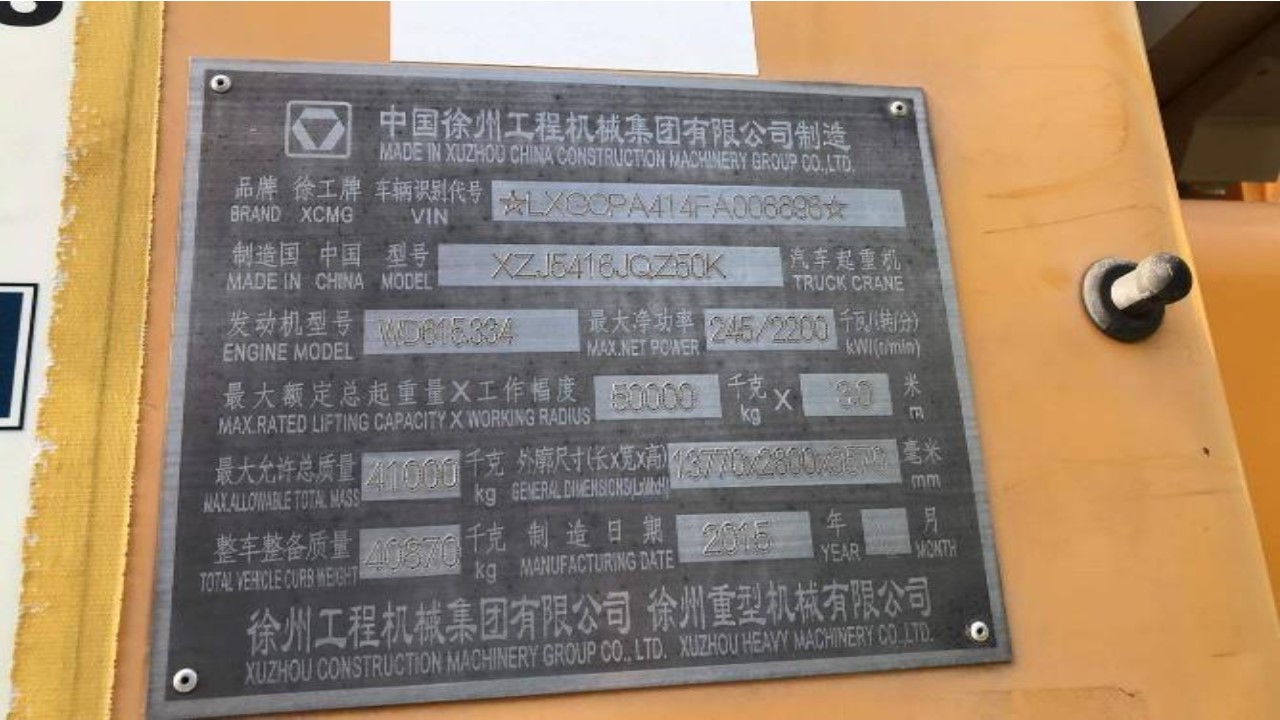 中国徐州工程机械集团有限公司制造
MADE IN XUZHOU CHINA CONSTRUCTION MACHINERY GROUP CO.,LTD.
品牌 徐工牌 车辆识别代号
BRAND XCMG VIN
制造国 中国 型号 XZJ5416JQZ50K 汽车起重机
MADE IN CHINA MODEL TRUCK CRANE
发动机型号 WD615.334 最大净功率 245/2200 千瓦/(转/分)
ENGINE MODEL MAX.NET POWER kW/(r/min)
最大额定总起重量X工作幅度 50000 千克 X 3.0 米
MAX.RATED LIFTING CAPACITY X WORKING RADIUS kg m
最大允许总质量 41000 千克 外廓尺寸(长x宽x高) 13770x2800x3570 毫米
MAX.ALLOWABLE TOTAL MASS kg GENERAL DIMENSIONS(LxWxH) mm
整车整备质量 40870 千克 制造日期 2015 年 月
TOTAL VEHICLE CURB WEIGHT kg MANUFACTURING DATE YEAR MONTH
徐州工程机械集团有限公司 徐州重型机械有限公司
XUZHOU CONSTRUCTION MACHINERY GROUP CO., LTD. XUZHOU HEAVY MACHINERY CO.,LTD.